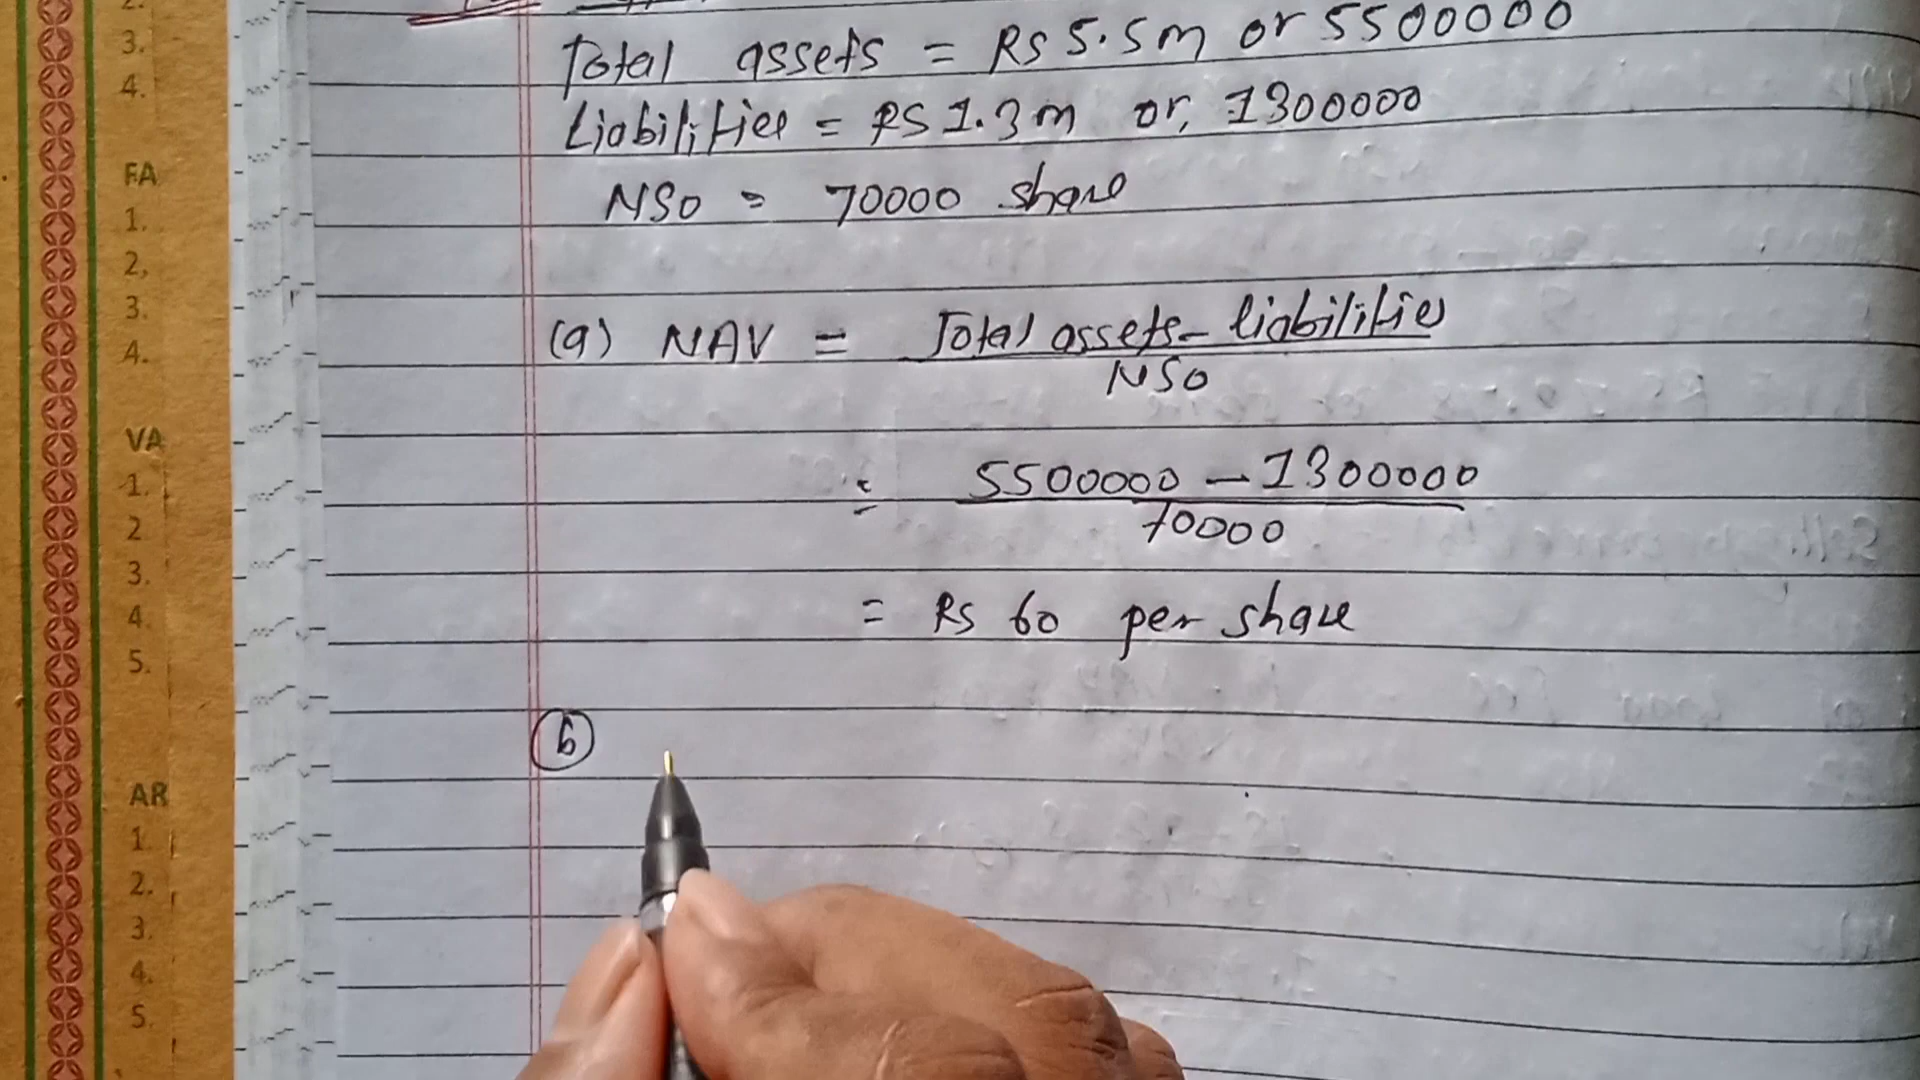 2.
3.
4.
FA
1.
2,
3.
4.
VA
1.
2
3.
4.
5.
AR
1.
2.
3.
4.
5.
Total assets = Rs 5.5m or 5500000
Liabilities = RS 1.3m or, 1300000
NSO = 70000 share
(a) NAV = Total assets - liabilities
NSO
= 5500000 - 1300000
70000
= Rs 60 per share
(b)